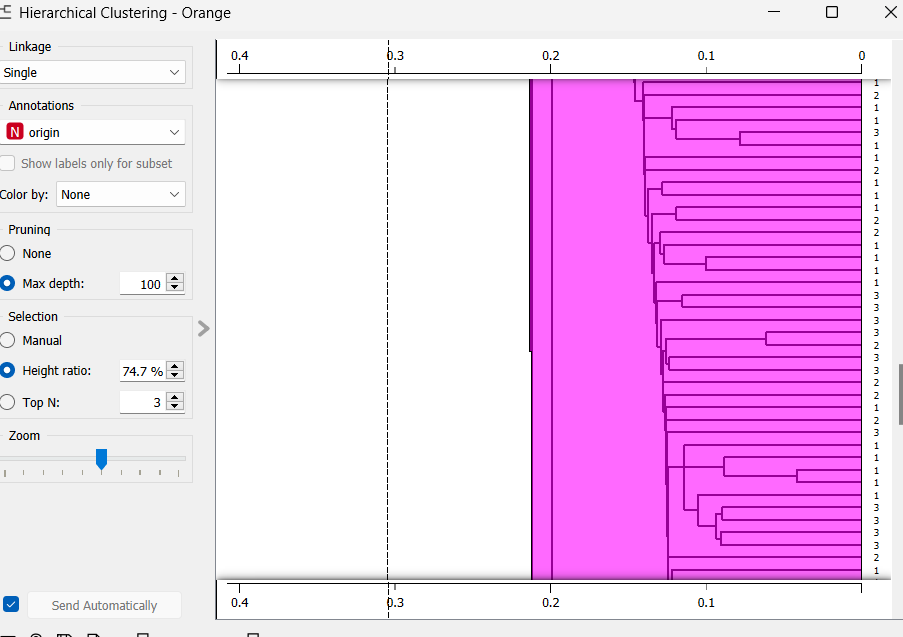 Hierarchical Clustering - Orange
Linkage
Single
Annotations
N origin
Show labels only for subset
Color by: None
Pruning
None
Max depth: 100
Selection
Manual
Height ratio: 74.7 %
Top N: 3
Zoom
Send Automatically
0.4 0.3 0.2 0.1 0
1
2
1
1
3
1
1
2
1
1
1
2
2
1
1
1
1
3
3
3
3
2
3
3
2
2
1
2
3
1
1
1
1
1
3
3
3
3
2
1
0.4 0.3 0.2 0.1